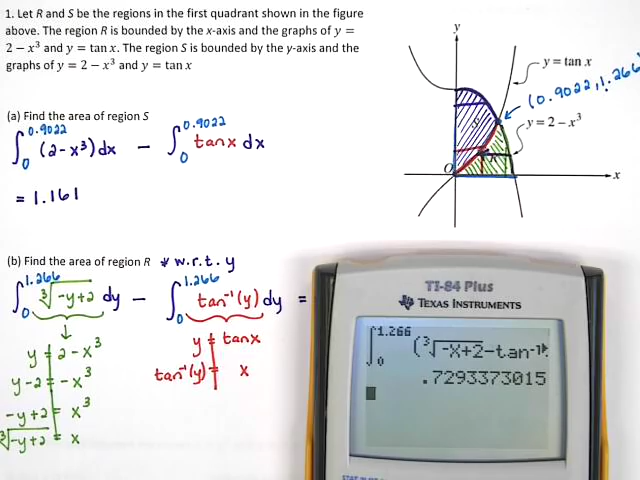 1. Let R and S be the regions in the first quadrant shown in the figure
above. The region R is bounded by the x-axis and the graphs of y =
2 − x³ and y = tan x. The region S is bounded by the y-axis and the
graphs of y = 2 − x³ and y = tan x
y
y = tan x
(0.9022, 1.266
y = 2 − x³
S
R
O
x
(a) Find the area of region S
∫₀^0.9022 (2-x³) dx − ∫₀^0.9022 tanx dx
= 1.161
(b) Find the area of region R * w.r.t. y
∫₀^1.266 ∛(-y+2) dy − ∫₀^1.266 tan⁻¹(y) dy =
y = 2 - x³
y-2 = -x³
-y+2 = x³
∛(-y+2) = x
y = tanx
tan⁻¹(y) = x
TI-84 Plus
TEXAS INSTRUMENTS
∫₀^1.266 (³√-X+2-tan-1
.7293373015